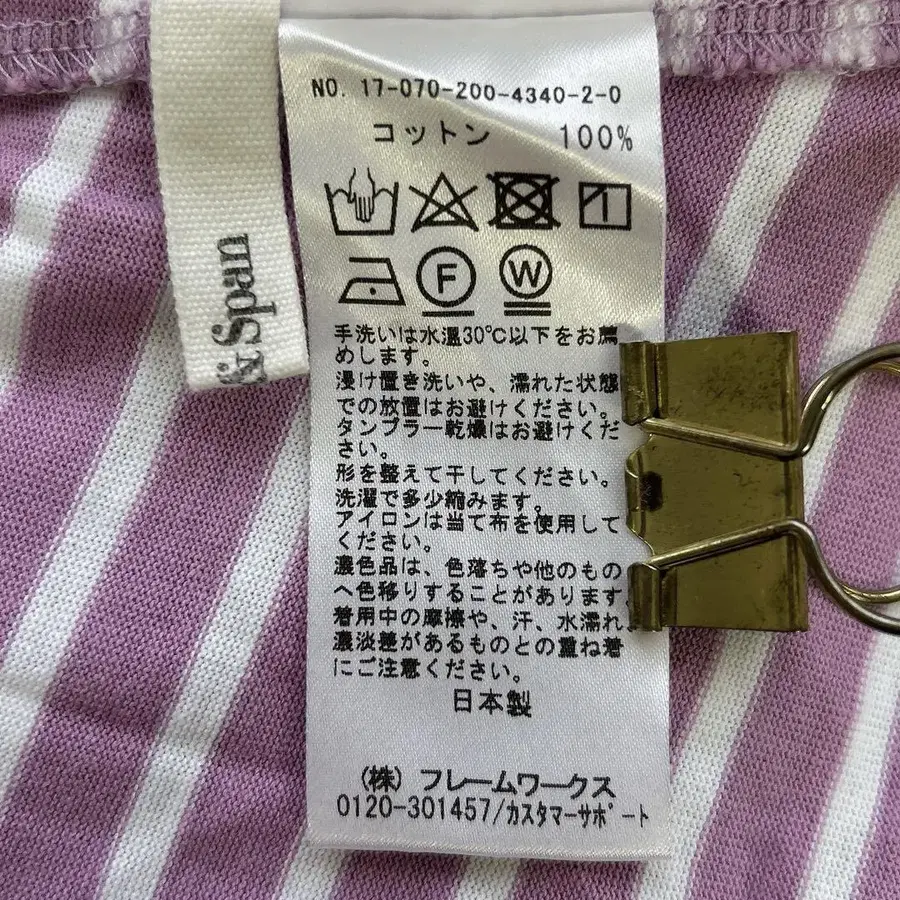 NO. 17-070-200-4340-2-0
コットン 100%
F W
手洗いは水温30℃以下をお薦
めします。
浸け置き洗いや、濡れた状態
での放置はお避けください。
タンブラー乾燥はお避けくだ
さい。
形を整えて干してください。
洗濯で多少縮みます。
アイロンは当て布を使用して
ください。
濃色品は、色落ちや他のもの
へ色移りすることがあります
着用中の摩擦や、汗、水濡れ、
濃淡差があるものとの重ね着
にご注意ください。
日本製
(株) フレームワークス
0120-301457/カスタマーサポート
& Span